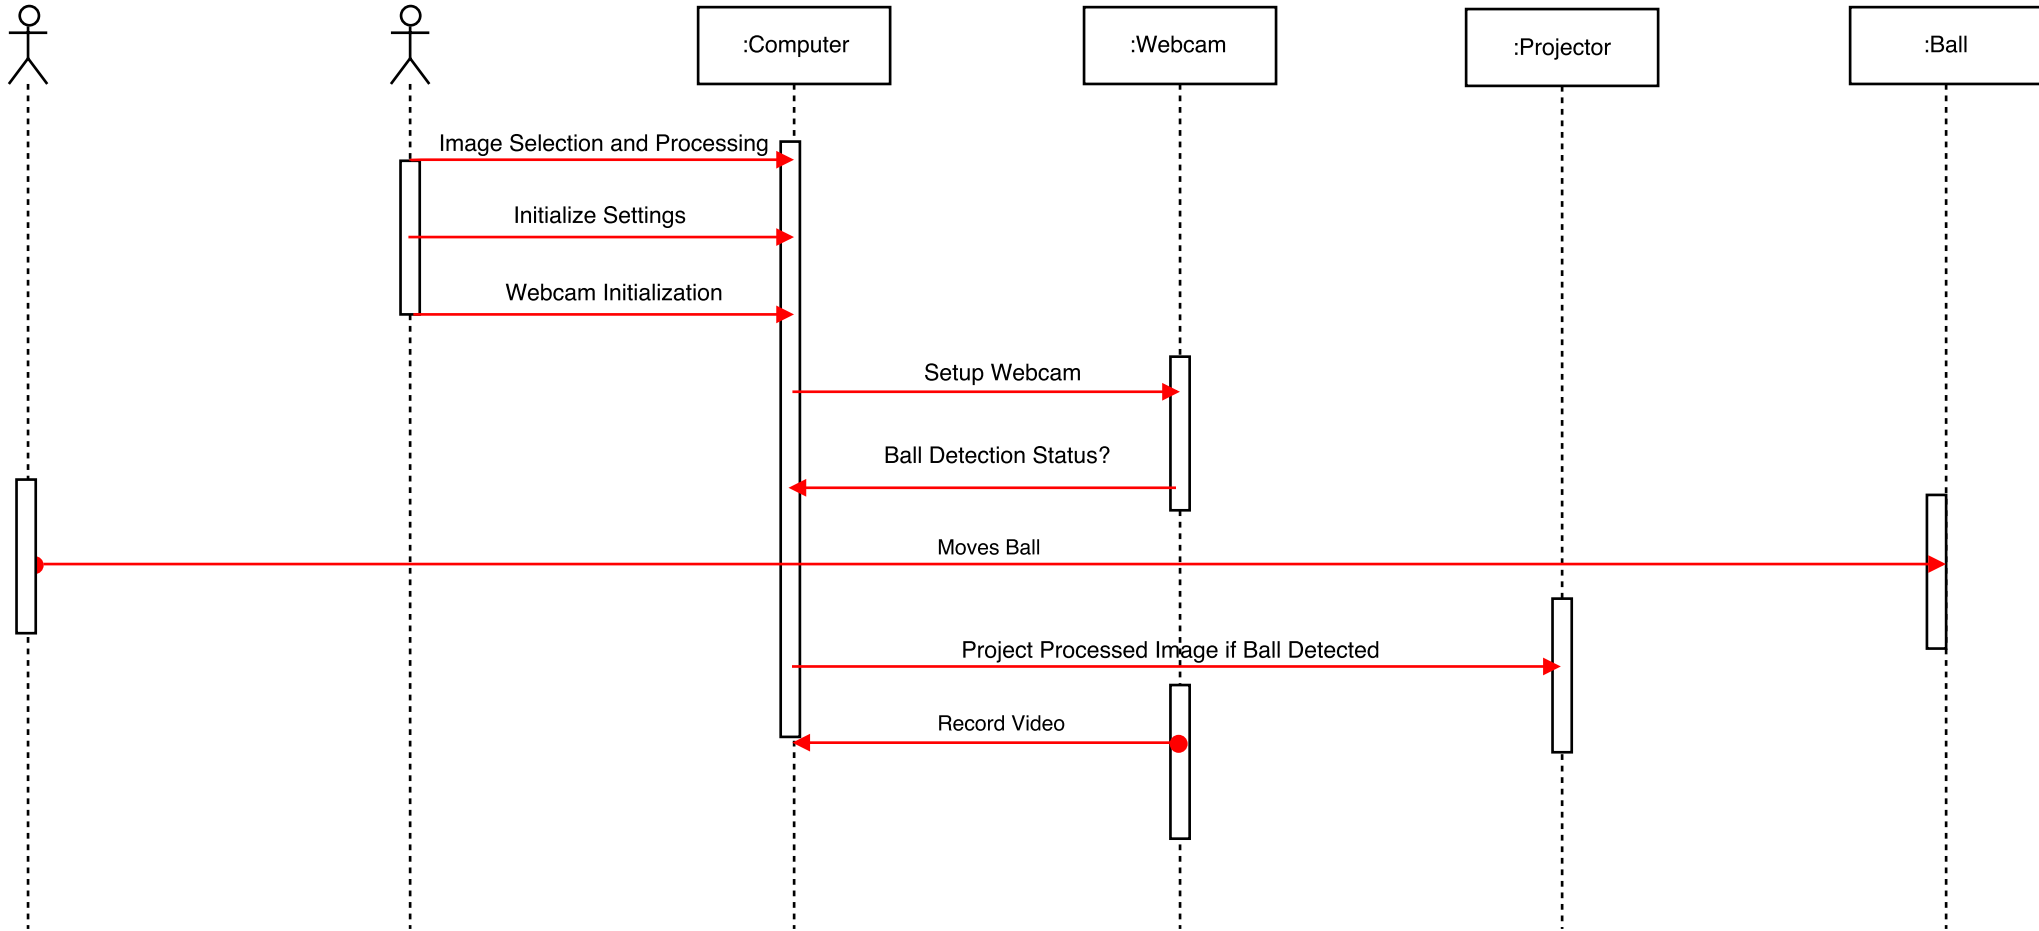 :Computer
:Webcam
:Projector
:Ball
Image Selection and Processing
Initialize Settings
Webcam Initialization
Setup Webcam
Ball Detection Status?
Moves Ball
Project Processed Image if Ball Detected
Record Video